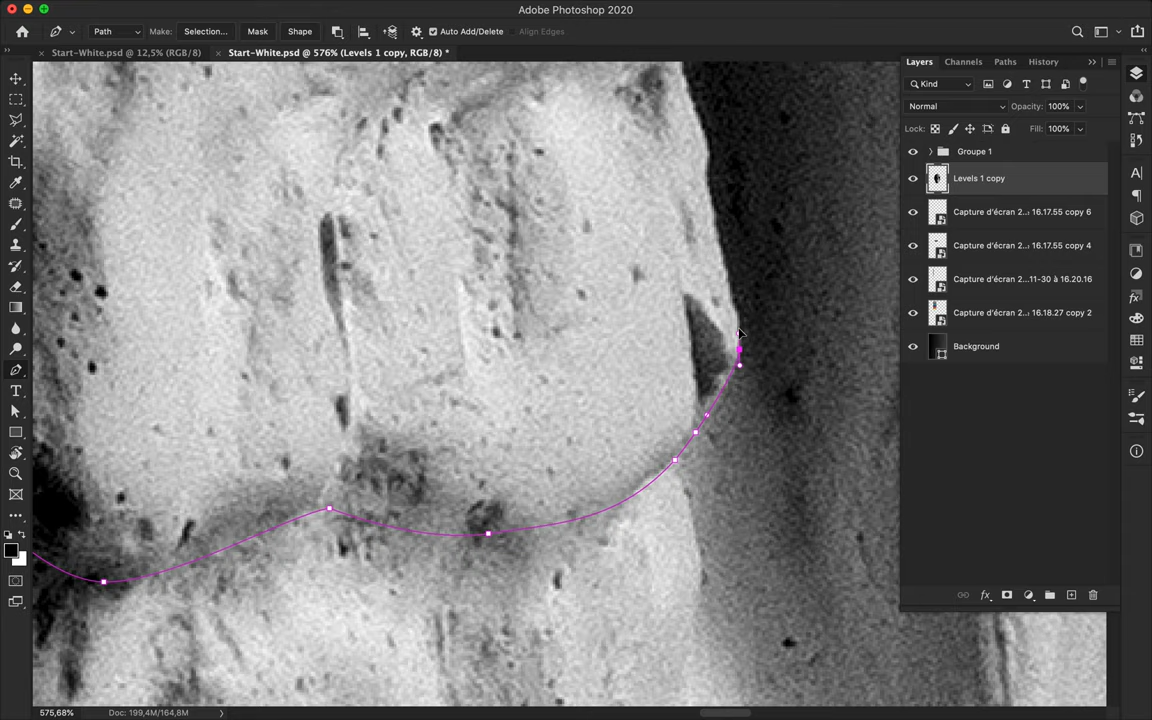 Adobe Photoshop 2020
Path Make: Selection... Mask Shape Auto Add/Delete Align Edges
Start-White.psd @ 12,5% (RGB/8) Start-White.psd @ 576% (Levels 1 copy, RGB/8) *
Layers Channels Paths History
Kind
Normal Opacity: 100%
Lock: Fill: 100%
Groupe 1
Levels 1 copy
Capture d'écran 2...ı 16.17.55 copy 6
Capture d'écran 2...ı 16.17.55 copy 4
Capture d'écran 2...11-30 à 16.20.16
Capture d'écran 2...ı 16.18.27 copy 2
Background
575,68% Doc: 199,4M/164,8M